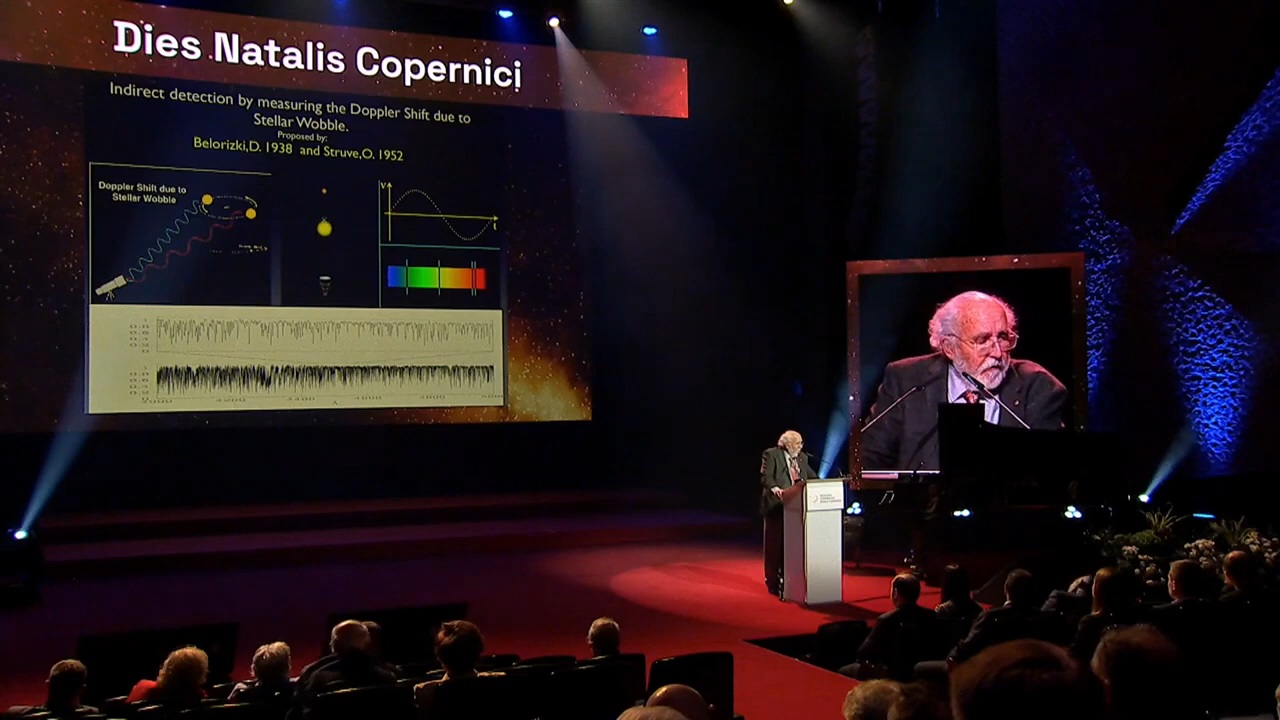 Dies Natalis Copernici
Indirect detection by measuring the Doppler Shift due to
Stellar Wobble.
Proposed by:
Belorizki,D. 1938 and Struve,O. 1952
Doppler Shift due to
Stellar Wobble
V
t